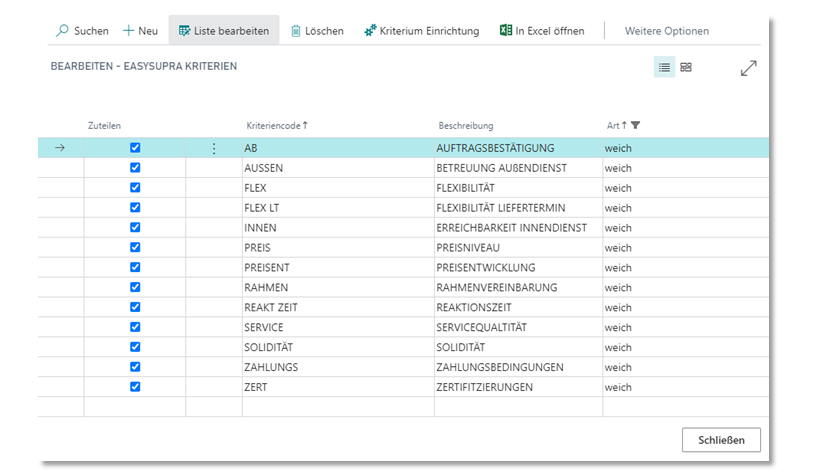 Suchen Neu Liste bearbeiten Löschen Kriterium Einrichtung In Excel öffnen Weitere Optionen
BEARBEITEN - EASYSUPRA KRITERIEN
Zuteilen Kriteriencode ↑ Beschreibung Art ↑
AB AUFTRAGSBESTÄTIGUNG weich
AUSSEN BETREUUNG AUßENDIENST weich
FLEX FLEXIBILITÄT weich
FLEX LT FLEXIBILITÄT LIEFERTERMIN weich
INNEN ERREICHBARKEIT INNENDIENST weich
PREIS PREISNIVEAU weich
PREISENT PREISENTWICKLUNG weich
RAHMEN RAHMENVEREINBARUNG weich
REAKT ZEIT REAKTIONSZEIT weich
SERVICE SERVICEQUALTITÄT weich
SOLIDITÄT SOLIDITÄT weich
ZAHLUNGS ZAHLUNGSBEDINGUNGEN weich
ZERT ZERTIFITZIERUNGEN weich
Schließen